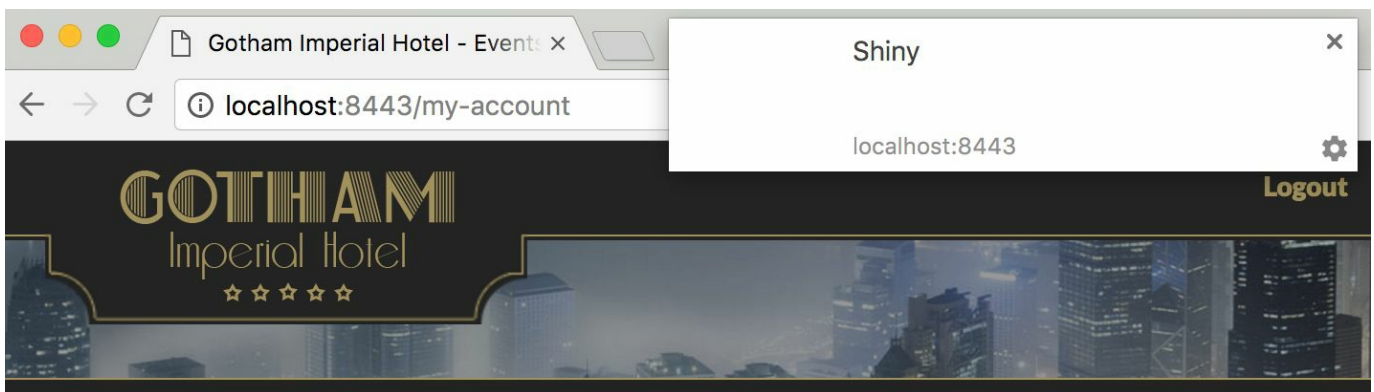 Gotham Imperial Hotel - Events
Shiny
localhost:8443/my-account
localhost:8443
Logout
GOTHAM
Imperial Hotel